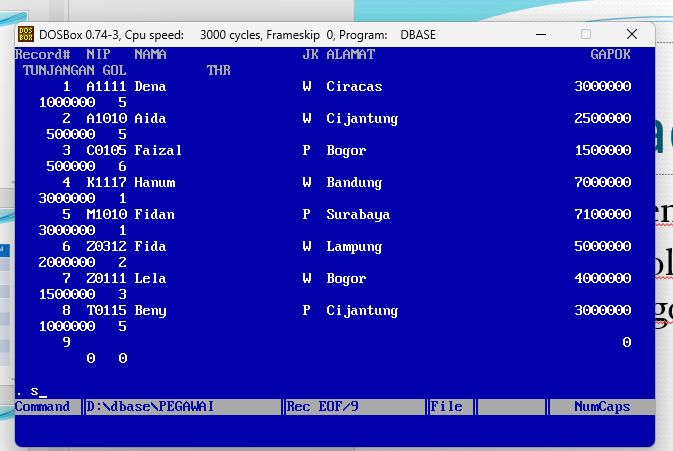 DOS BOX DOSBox 0.74-3, Cpu speed: 3000 cycles, Frameskip 0, Program: DBASE
Record# NIP NAMA JK ALAMAT GAPOK
TUNJANGAN GOL THR
1 A1111 Dena W Ciracas 3000000
1000000 5
2 A1010 Aida W Cijantung 2500000
500000 5
3 C0105 Faizal P Bogor 1500000
500000 6
4 K1117 Hanum W Bandung 7000000
3000000 1
5 M1010 Fidan P Surabaya 7100000
3000000 1
6 Z0312 Fida W Lampung 5000000
2000000 2
7 Z0111 Lela W Bogor 4000000
1500000 3
8 T0115 Beny P Cijantung 3000000
1000000 5
9 0
0 0
. s_
Command D:\dbase\PEGAWAI Rec EOF/9 File NumCaps